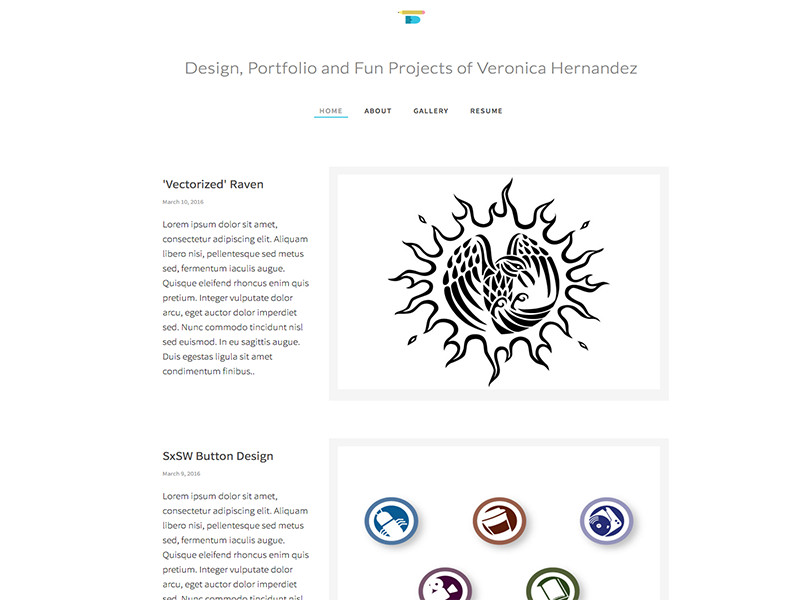 Design, Portfolio and Fun Projects of Veronica Hernandez
HOME ABOUT GALLERY RESUME
'Vectorized' Raven
March 10, 2016
Lorem ipsum dolor sit amet,
consectetur adipiscing elit. Aliquam
libero nisi, pellentesque sed metus
sed, fermentum iaculis augue.
Quisque eleifend rhoncus enim quis
pretium. Integer vulputate dolor
arcu, eget auctor dolor imperdiet
sed. Nunc commodo tincidunt nisl
sed euismod. In eu sagittis augue.
Duis egestas ligula sit amet
condimentum finibus..
SxSW Button Design
March 9, 2016
Lorem ipsum dolor sit amet,
consectetur adipiscing elit. Aliquam
libero nisi, pellentesque sed metus
sed, fermentum iaculis augue.
Quisque eleifend rhoncus enim quis
pretium. Integer vulputate dolor
arcu, eget auctor dolor imperdiet
sed. Nunc commodo tincidunt nisl